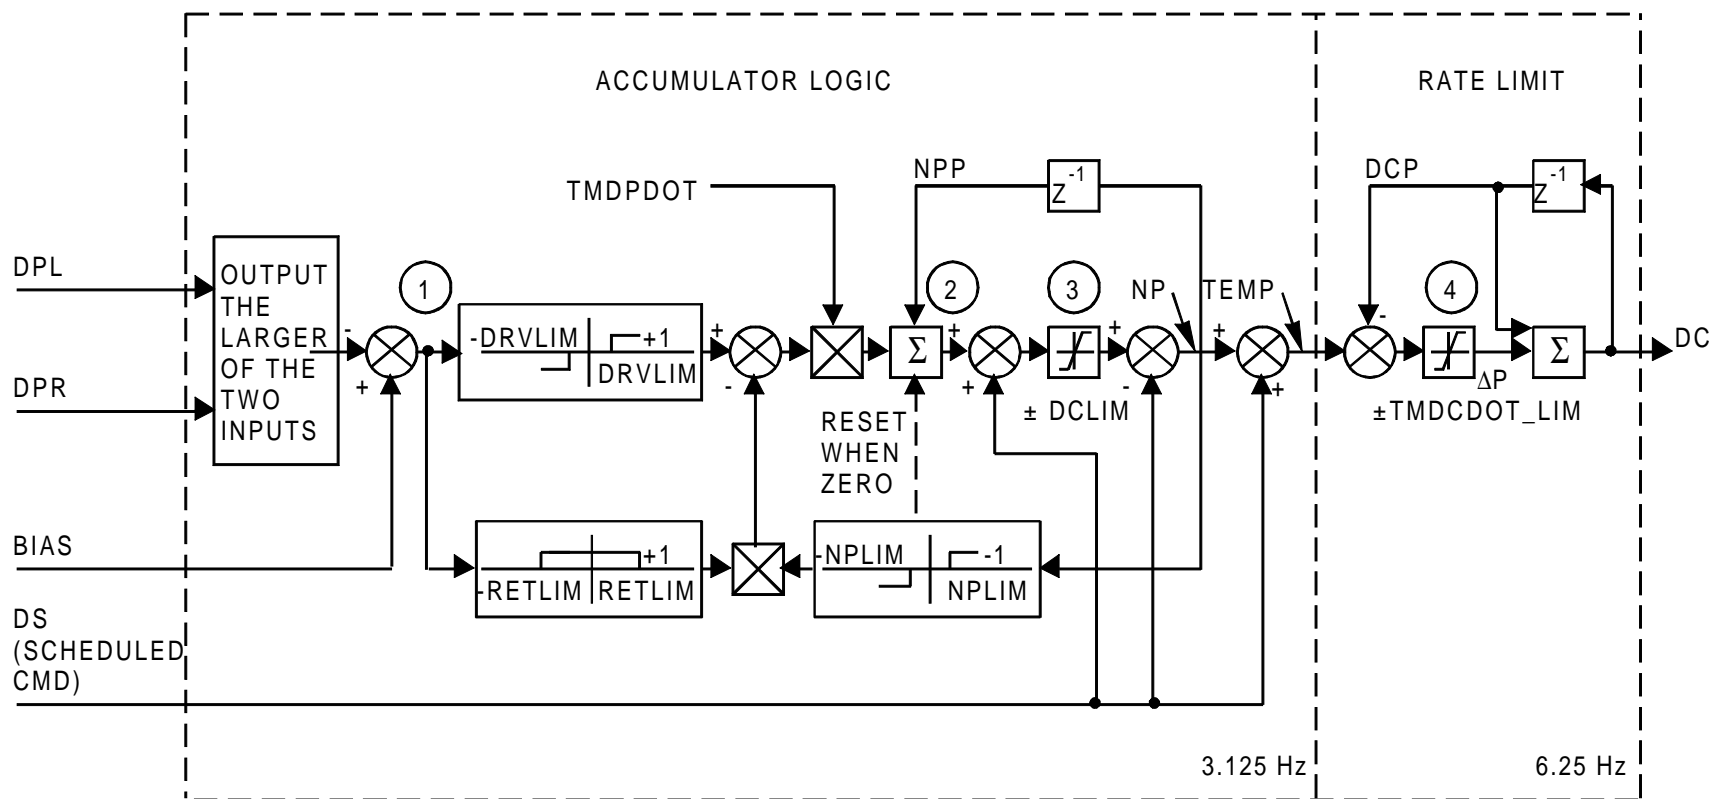 ACCUMULATOR LOGIC
RATE LIMIT
NPP
Z
-1
DCP
Z
-1
TMDPDOT
DPL
OUTPUT
THE
LARGER
OF THE
TWO
INPUTS
1
2
3
NP
TEMP
4
-DRVLIM
+1
DRVLIM
-
+
+
-
Σ
+
+
+
-
+
+
-
Σ
DC
DPR
ΔP
± DCLIM
±TMDCDOT_LIM
RESET
WHEN
ZERO
BIAS
+1
-RETLIM
RETLIM
-NPLIM
-1
NPLIM
DS
(SCHEDULED
CMD)
3.125 Hz
6.25 Hz